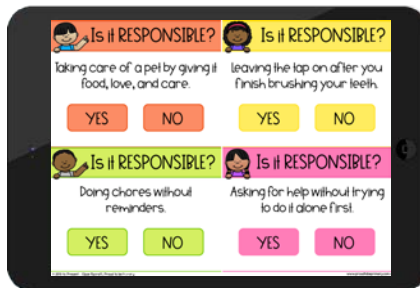 Is it RESPONSIBLE?
Taking care of a pet by giving it
food, love, and care.
YES NO
Is it RESPONSIBLE?
Leaving the tap on after you
finish brushing your teeth.
YES NO
Is it RESPONSIBLE?
Doing chores without
reminders.
YES NO
Is it RESPONSIBLE?
Asking for help without trying
to do it alone first.
YES NO